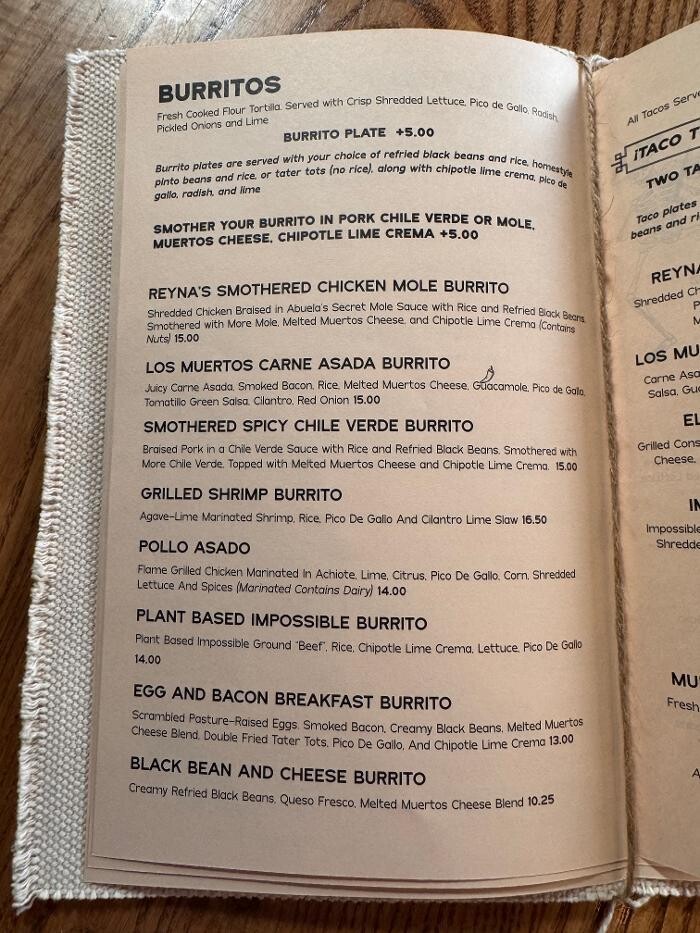 BURRITOS
Fresh Cooked Flour Tortilla. Served with Crisp Shredded Lettuce, Pico de Gallo, Radish,
Pickled Onions and Lime
BURRITO PLATE +5.00
Burrito plates are served with your choice of refried black beans and rice, homestyle
pinto beans and rice, or tater tots (no rice), along with chipotle lime crema, pico de
gallo, radish, and lime
SMOTHER YOUR BURRITO IN PORK CHILE VERDE OR MOLE,
MUERTOS CHEESE, CHIPOTLE LIME CREMA +5.00
REYNA'S SMOTHERED CHICKEN MOLE BURRITO
Shredded Chicken Braised in Abuela's Secret Mole Sauce with Rice and Refried Black Beans.
Smothered with More Mole, Melted Muertos Cheese, and Chipotle Lime Crema (Contains
Nuts) 15.00
LOS MUERTOS CARNE ASADA BURRITO
Juicy Carne Asada, Smoked Bacon, Rice, Melted Muertos Cheese, Guacamole, Pico de Gallo,
Tomatillo Green Salsa, Cilantro, Red Onion 15.00
SMOTHERED SPICY CHILE VERDE BURRITO
Braised Pork in a Chile Verde Sauce with Rice and Refried Black Beans. Smothered with
More Chile Verde, Topped with Melted Muertos Cheese and Chipotle Lime Crema. 15.00
GRILLED SHRIMP BURRITO
Agave-Lime Marinated Shrimp, Rice, Pico De Gallo And Cilantro Lime Slaw 16.50
POLLO ASADO
Flame Grilled Chicken Marinated In Achiote, Lime, Citrus, Pico De Gallo, Corn, Shredded
Lettuce And Spices (Marinated Contains Dairy) 14.00
PLANT BASED IMPOSSIBLE BURRITO
Plant Based Impossible Ground "Beef", Rice, Chipotle Lime Crema, Lettuce, Pico De Gallo
14.00
EGG AND BACON BREAKFAST BURRITO
Scrambled Pasture-Raised Eggs, Smoked Bacon, Creamy Black Beans, Melted Muertos
Cheese Blend, Double Fried Tater Tots, Pico De Gallo, And Chipotle Lime Crema 13.00
BLACK BEAN AND CHEESE BURRITO
Creamy Refried Black Beans, Queso Fresco, Melted Muertos Cheese Blend 10.25
All Tacos Serve
¡TACO T
TWO TA
Taco plates
beans and ri
REYN
Shredded Ch
LOS MU
Carne Asa
Salsa, Gua
EL
Grilled Cons
Cheese,
IM
Impossible
Shredde
MU
Fresh
A